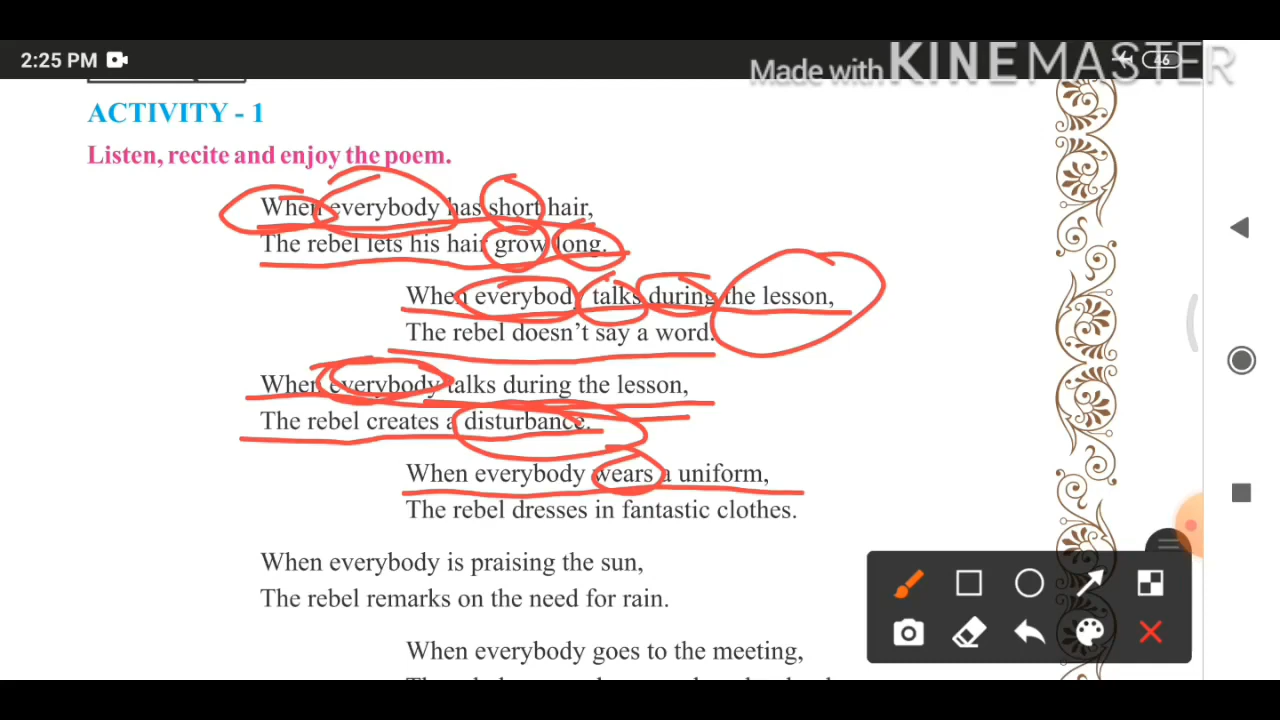 2:25 PM
Made with KINEMASTER
46
ACTIVITY - 1
Listen, recite and enjoy the poem.
When everybody has short hair,
The rebel lets his hair grow long.
When everybody talks during the lesson,
The rebel doesn't say a word.
When everybody talks during the lesson,
The rebel creates a disturbance.
When everybody wears a uniform,
The rebel dresses in fantastic clothes.
When everybody is praising the sun,
The rebel remarks on the need for rain.
When everybody goes to the meeting,